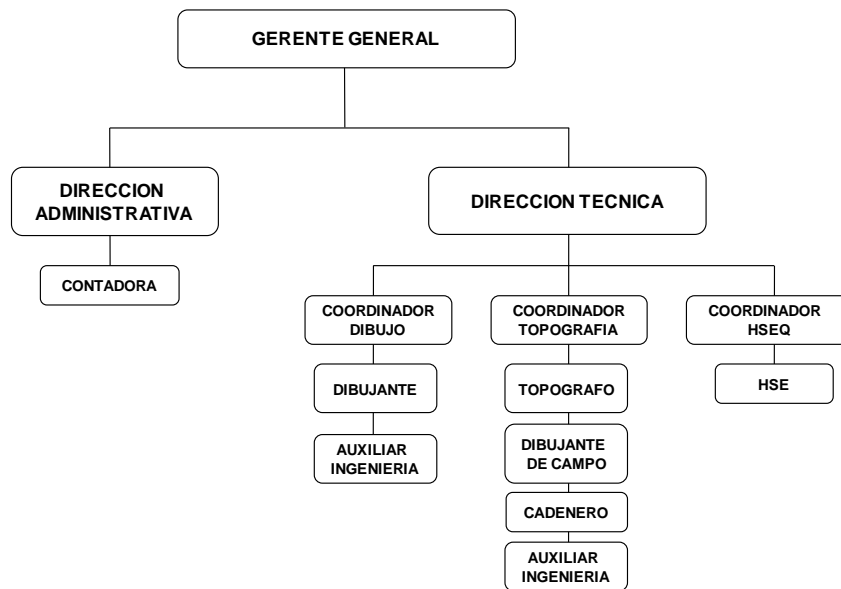 GERENTE GENERAL
DIRECCION
ADMINISTRATIVA
DIRECCION TECNICA
CONTADORA
COORDINADOR
DIBUJO
COORDINADOR
TOPOGRAFIA
COORDINADOR
HSEQ
DIBUJANTE
TOPOGRAFO
HSE
AUXILIAR
INGENIERIA
DIBUJANTE
DE CAMPO
CADENERO
AUXILIAR
INGENIERIA